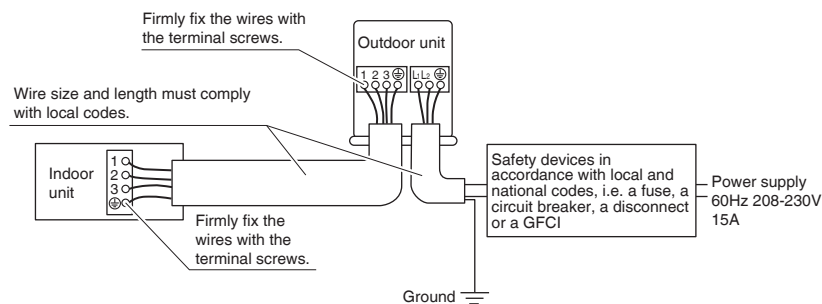 Firmly fix the wires with
the terminal screws.
Outdoor unit
1 2 3
L1 L2
Wire size and length must comply
with local codes.
Indoor
unit
1
2
3
Firmly fix the
wires with the
terminal screws.
Safety devices in
accordance with local and
national codes, i.e. a fuse, a
circuit breaker, a disconnect
or a GFCI
Power supply
60Hz 208-230V
15A
Ground